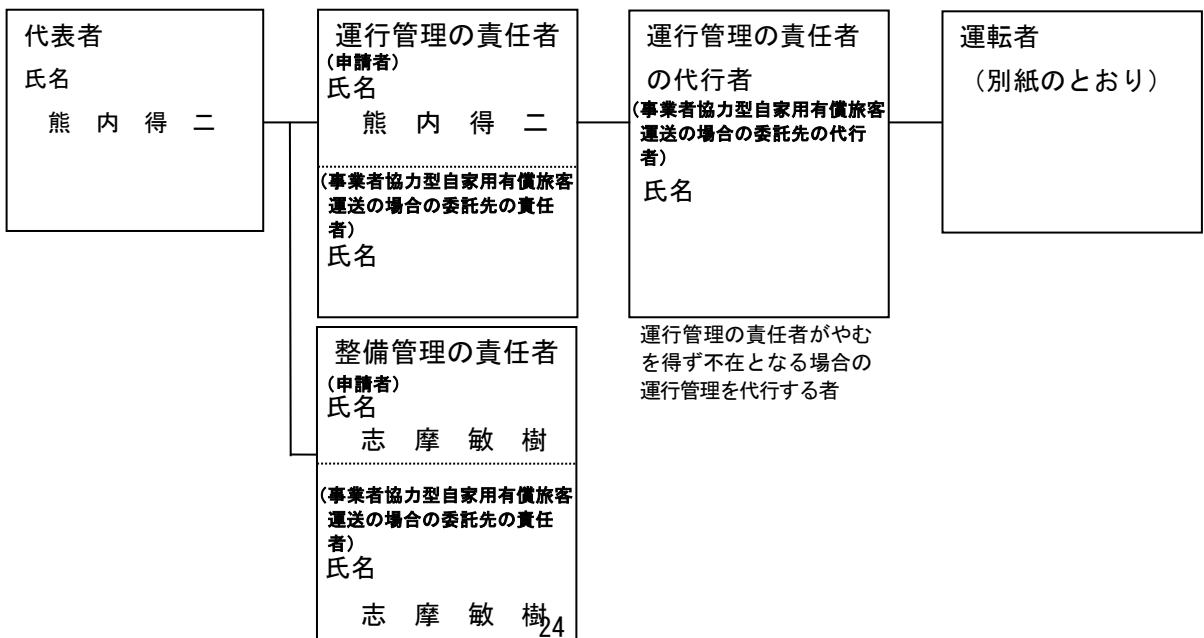 代表者
氏名
熊 内 得 二
運行管理の責任者
(申請者)
氏名
熊 内 得 二
(事業者協力型自家用有償旅客
運送の場合の委託先の責任
者)
氏名
運行管理の責任者
の代行者
(事業者協力型自家用有償旅客
運送の場合の委託先の代行
者)
氏名
運行管理の責任者がやむ
を得ず不在となる場合の
運行管理を代行する者
運転者
(別紙のとおり)
整備管理の責任者
(申請者)
氏名
志 摩 敏 樹
(事業者協力型自家用有償旅客
運送の場合の委託先の責任
者)
氏名
志 摩 敏 樹
24